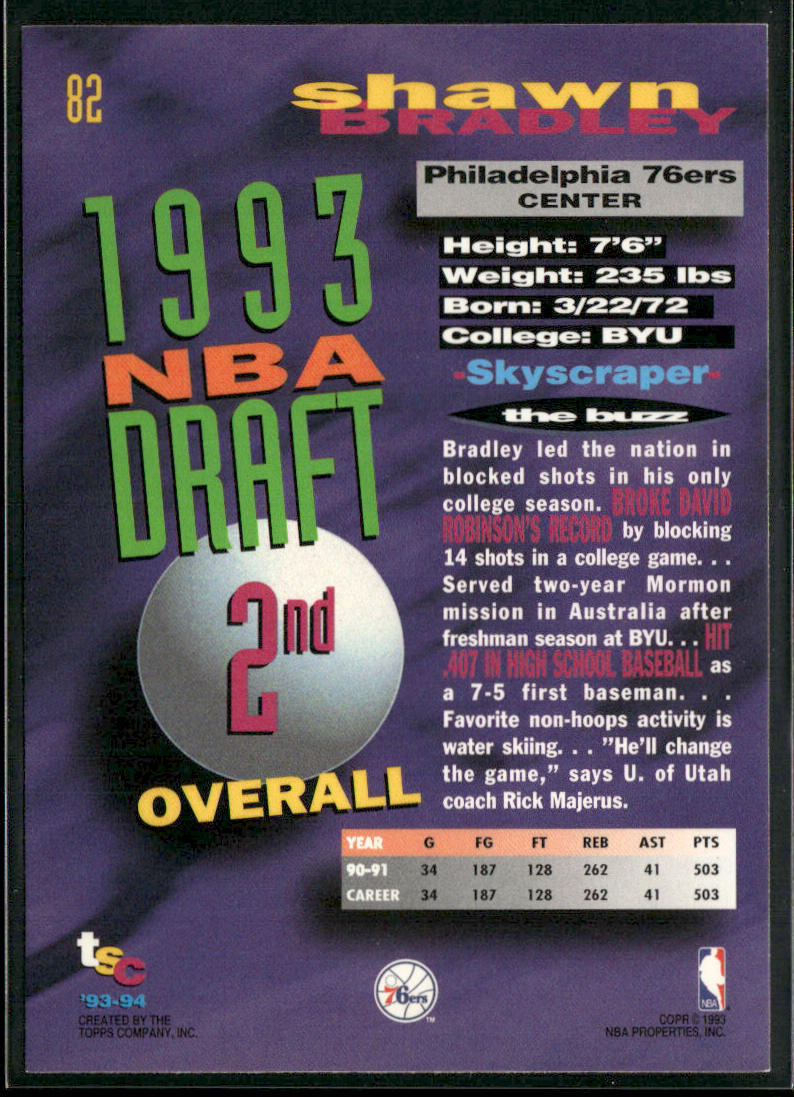 82
shawn
BRADLEY
Philadelphia 76ers
CENTER
1993
NBA
DRAFT
2nd
OVERALL
Height: 7'6”
Weight: 235 lbs
Born: 3/22/72
College: BYU
-Skyscraper-
the buzz
Bradley led the nation in
blocked shots in his only
college season. BROKE DAVID
ROBINSON'S RECORD by blocking
14 shots in a college game. . .
Served two-year Mormon
mission in Australia after
freshman season at BYU. . . HIT
.407 IN HIGH SCHOOL BASEBALL as
a 7-5 first baseman. . .
Favorite non-hoops activity is
water skiing. . . ”He'll change
the game,” says U. of Utah
coach Rick Majerus.
YEAR G FG FT REB AST PTS
90-91 34 187 128 262 41 503
CAREER 34 187 128 262 41 503
tsc
'93-94
CREATED BY THE
TOPPS COMPANY, INC.
76ers
TM
NBA
COPR © 1993
NBA PROPERTIES, INC.